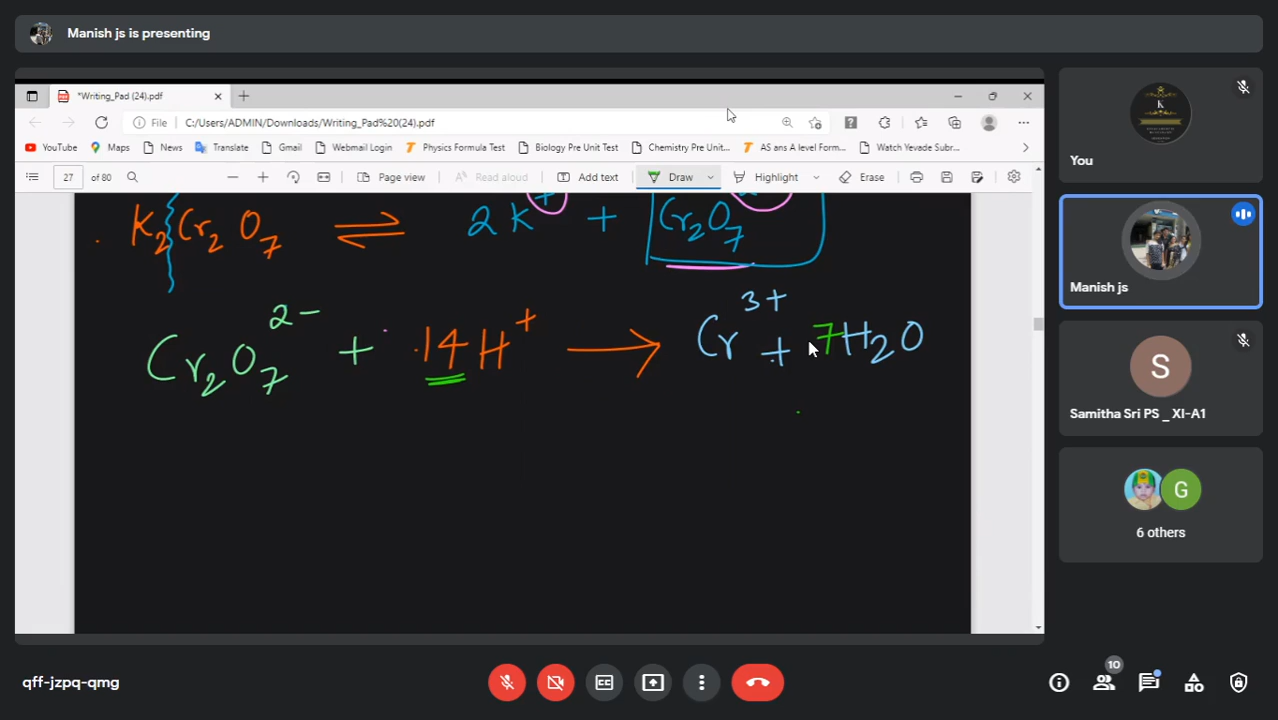 Manish js is presenting
*Writing_Pad (24).pdf
File C:/Users/ADMIN/Downloads/Writing_Pad%20(24).pdf
YouTube Maps News Translate Gmail Webmail Login Physics Formula Test Biology Pre Unit Test Chemistry Pre Unit... AS ans A level Form... Watch Yevade Subr...
27 of 80 Page view Read aloud Add text Draw Highlight Erase
K₂Cr₂O₇ ⇌ 2K⁺ + Cr₂O₇
Cr₂O₇²⁻ + 14H⁺ → Cr³⁺ + 7H₂O
K
You
Manish js
S
Samitha Sri PS _ XI-A1
G
6 others
qff-jzpq-qmg
CC
10